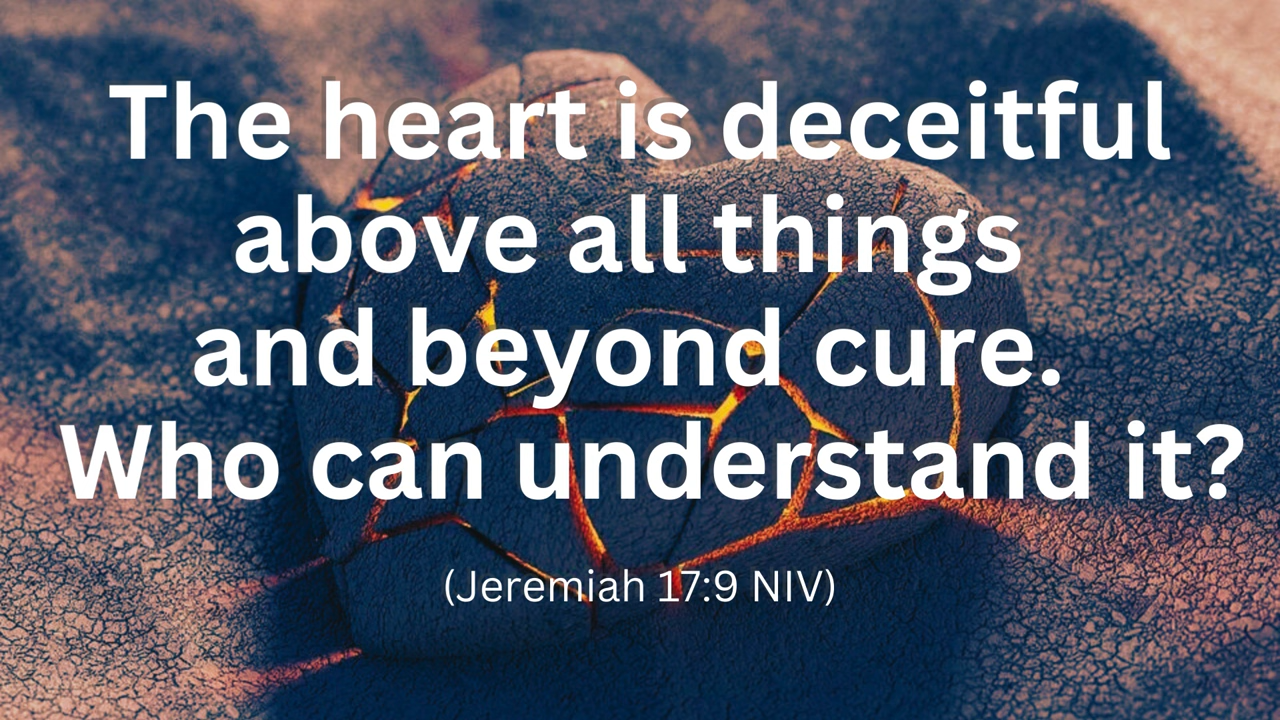 The heart is deceitful
above all things
and beyond cure.
Who can understand it?
(Jeremiah 17:9 NIV)